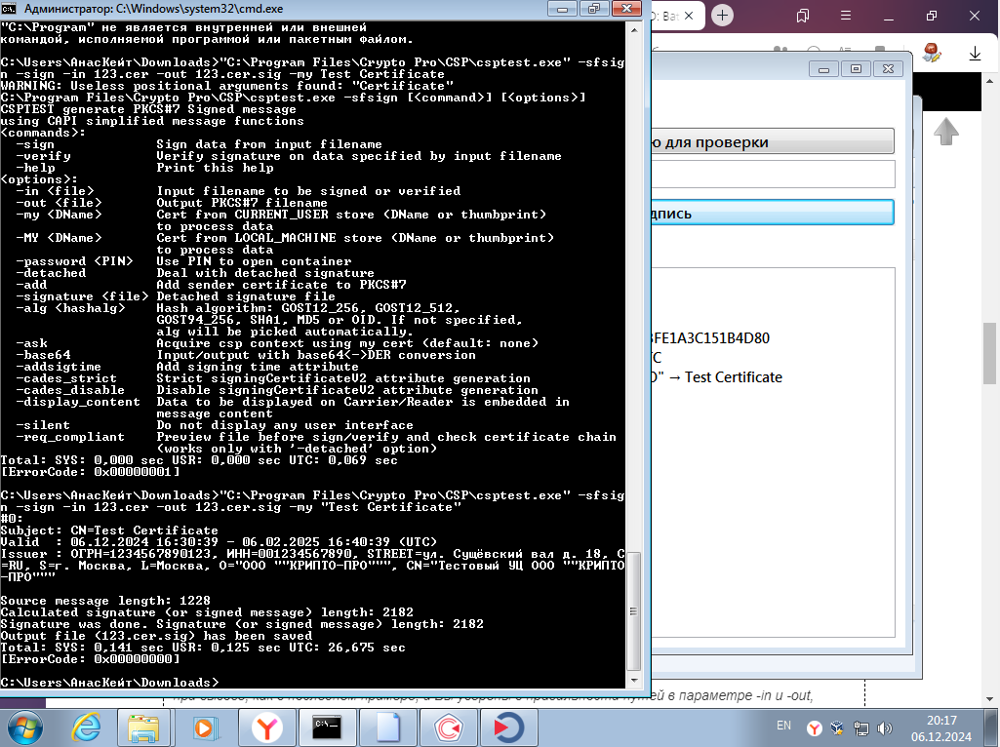 Администратор: C:\Windows\system32\cmd.exe
"C:\Program" не является внутренней или внешней
командой, исполняемой программой или пакетным файлом.
C:\Users\АнасКейт\Downloads>"C:\Program Files\Crypto Pro\CSP\csptest.exe" -sfsig
n -sign -in 123.cer -out 123.cer.sig -my Test Certificate
WARNING: Useless positional arguments found: "Certificate"
C:\Program Files\Crypto Pro\CSP\csptest.exe -sfsign [<command>] [<options>]
CSPTEST generate PKCS#7 Signed message
using CAPI simplified message functions
<commands>:
-sign Sign data from input filename
-verify Verify signature on data specified by input filename
-help Print this help
<options>:
-in <file> Input filename to be signed or verified
-out <file> Output PKCS#7 filename
-my <DName> Cert from CURRENT_USER store (DName or thumbprint)
to process data
-MY <DName> Cert from LOCAL_MACHINE store (DName or thumbprint)
to process data
-password <PIN> Use PIN to open container
-detached Deal with detached signature
-add Add sender certificate to PKCS#7
-signature <file> Detached signature file
-alg <hashalg> Hash algorithm: GOST12_256, GOST12_512,
GOST94_256, SHA1, MD5 or OID. If not specified,
alg will be picked automatically.
-ask Acquire csp context using my cert (default: none)
-base64 Input/output with base64<->DER conversion
-addsigtime Add signing time attribute
-cades_strict Strict signingCertificateV2 attribute generation
-cades_disable Disable signingCertificateV2 attribute generation
-display_content Data to be displayed on Carrier/Reader is embedded in
message content
-silent Do not display any user interface
-req_compliant Preview file before sign/verify and check certificate chain
(works only with '-detached' option)
Total: SYS: 0,000 sec USR: 0,000 sec UTC: 0,069 sec
[ErrorCode: 0x00000001]
C:\Users\АнасКейт\Downloads>"C:\Program Files\Crypto Pro\CSP\csptest.exe" -sfsig
n -sign -in 123.cer -out 123.cer.sig -my "Test Certificate"
#0:
Subject: CN=Test Certificate
Valid : 06.12.2024 16:30:39 - 06.02.2025 16:40:39 (UTC)
Issuer : ОГРН=1234567890123, ИНН=001234567890, STREET=ул. Сущёвский вал д. 18, C
=RU, S=г. Москва, L=Москва, O="ООО ""КРИПТО-ПРО""", CN="Тестовый УЦ ООО ""КРИПТО
-ПРО"""
Source message length: 1228
Calculated signature (or signed message) length: 2182
Signature was done. Signature (or signed message) length: 2182
Output file (123.cer.sig) has been saved
Total: SYS: 0,141 sec USR: 0,125 sec UTC: 26,675 sec
[ErrorCode: 0x00000000]
C:\Users\АнасКейт\Downloads>
ю для проверки
дпись
3FE1A3C151B4D80
C
" → Test Certificate
в параметре -in и -out,
EN
20:17
06.12.2024